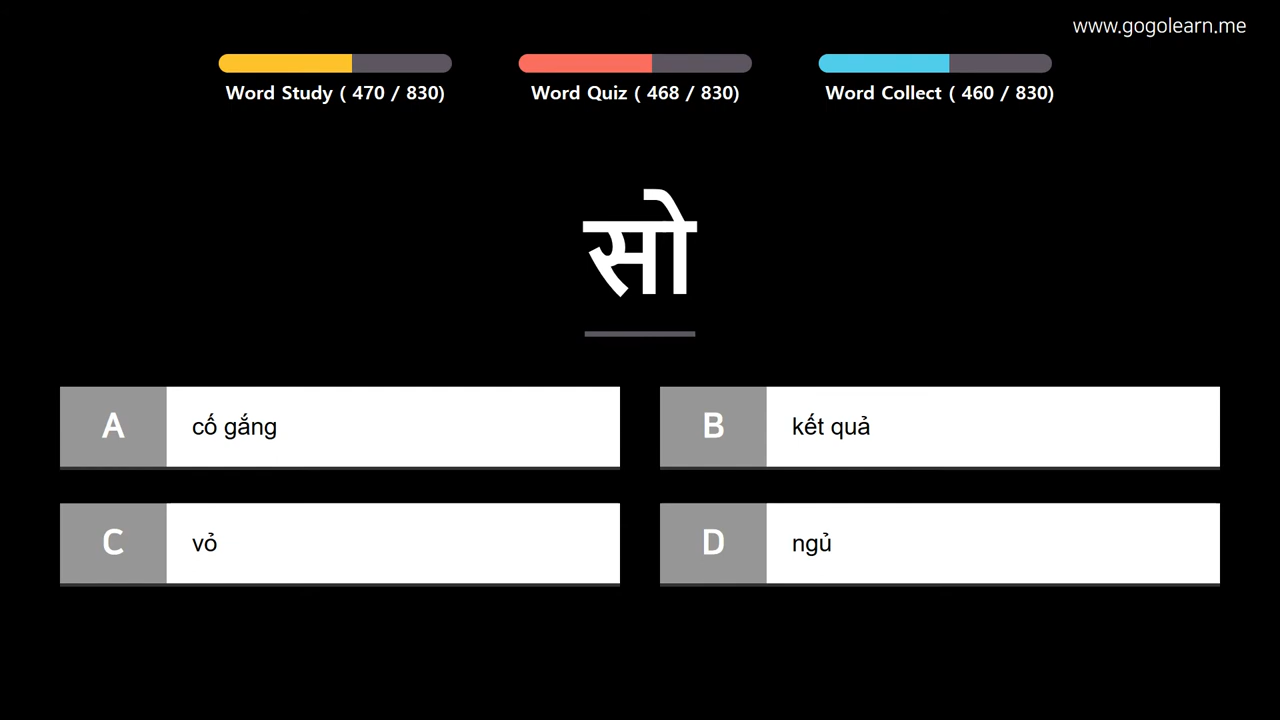 www.gogolearn.me
Word Study ( 470 / 830)
Word Quiz ( 468 / 830)
Word Collect ( 460 / 830)
सो
A cố gắng
B kết quả
C vỏ
D ngủ